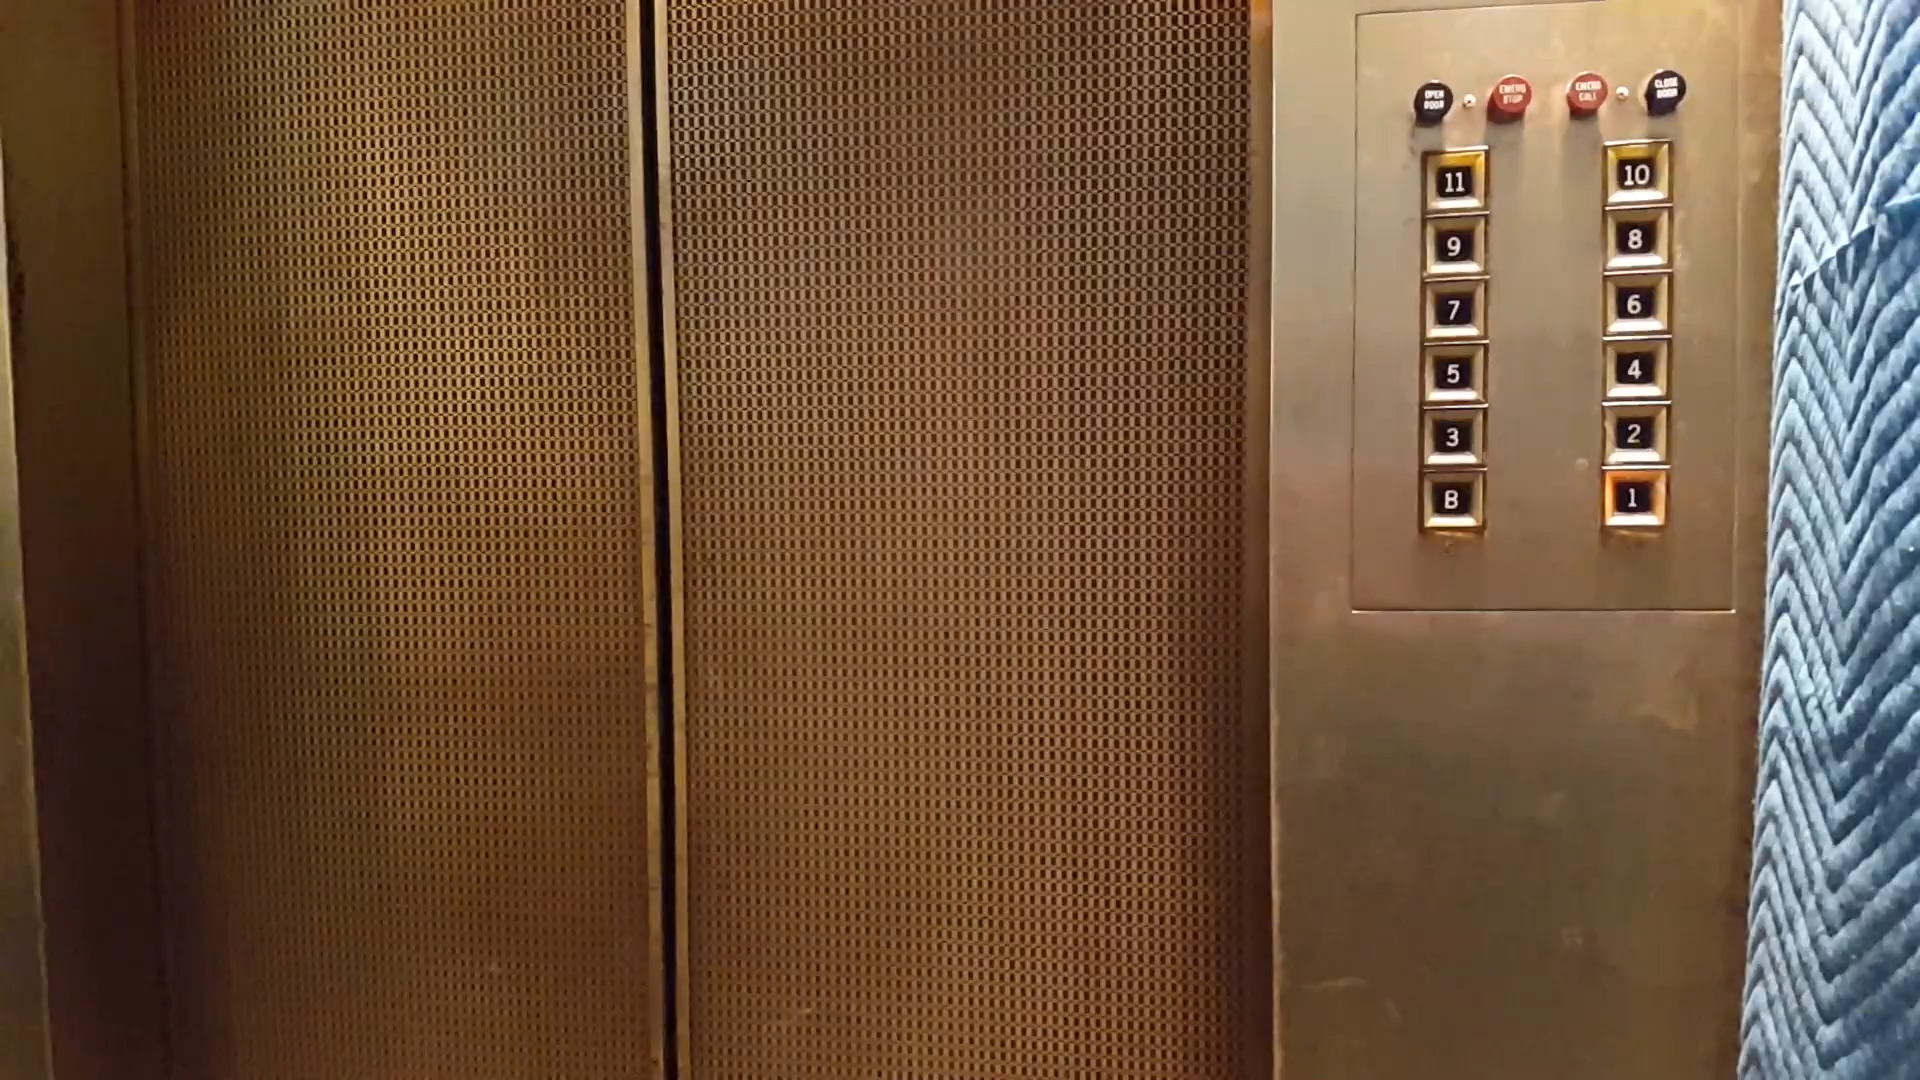 OPEN DOOR
EMERG STOP
EMERG CALL
CLOSE DOOR
11 10
9 8
7 6
5 4
3 2
B 1